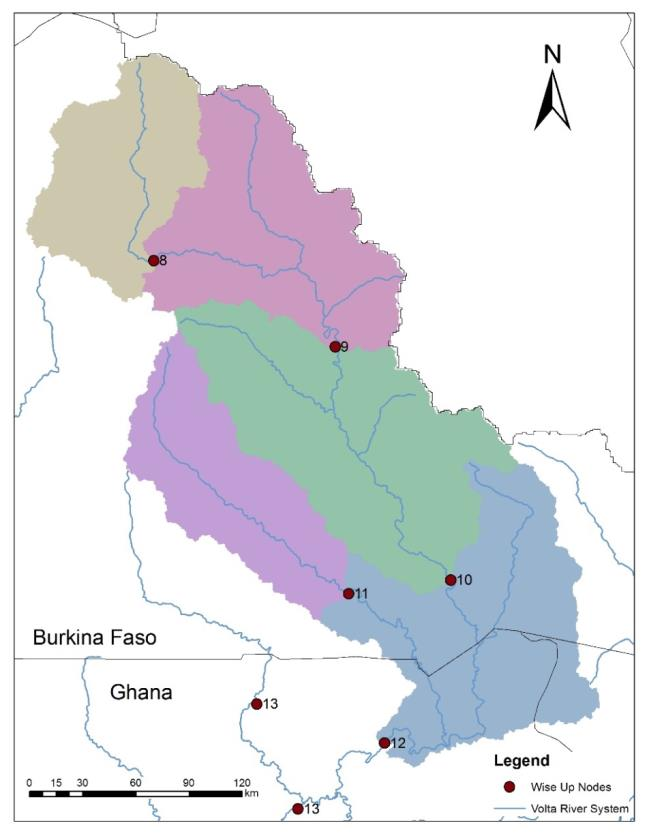 N
8
9
10
11
Burkina Faso
Ghana
13
12
Legend
Wise Up Nodes
Volta River System
0 15 30 60 90 120
km
13